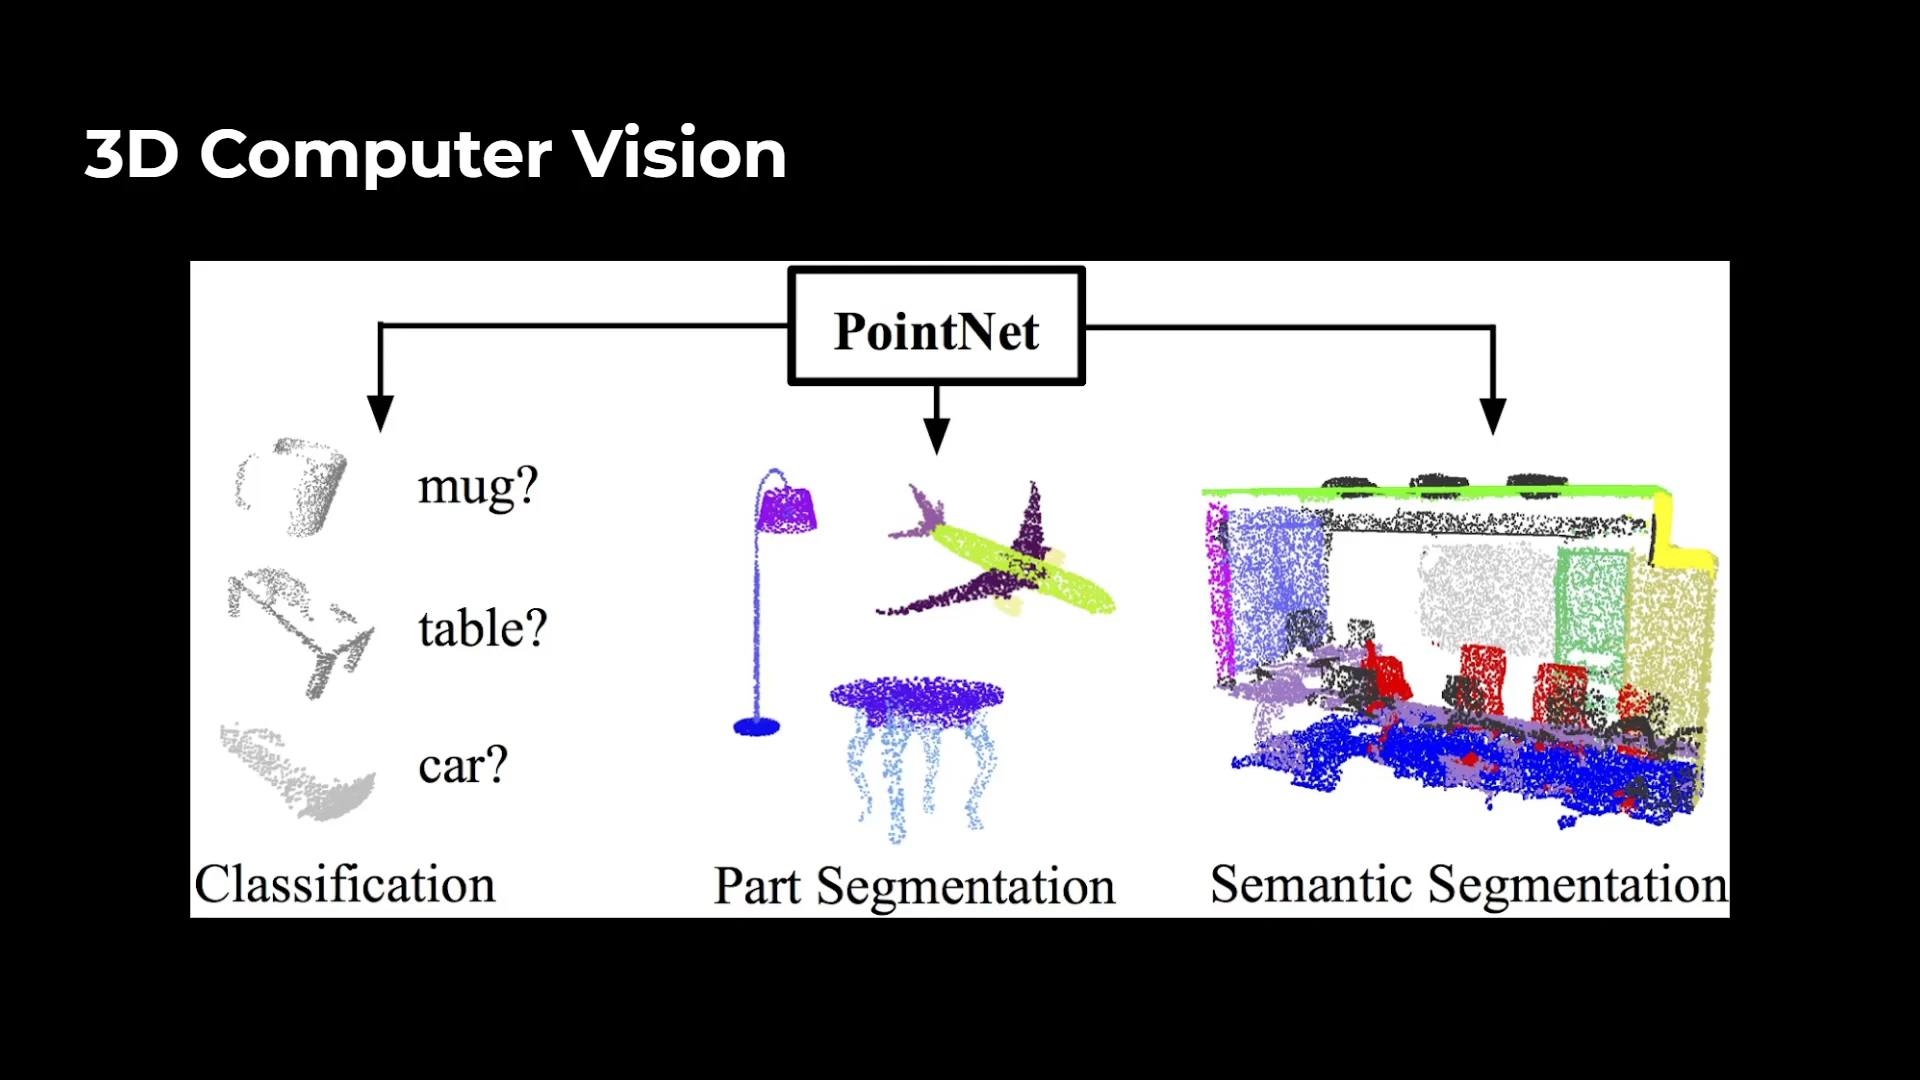 3D Computer Vision
PointNet
mug?
table?
car?
Classification
Part Segmentation
Semantic Segmentation